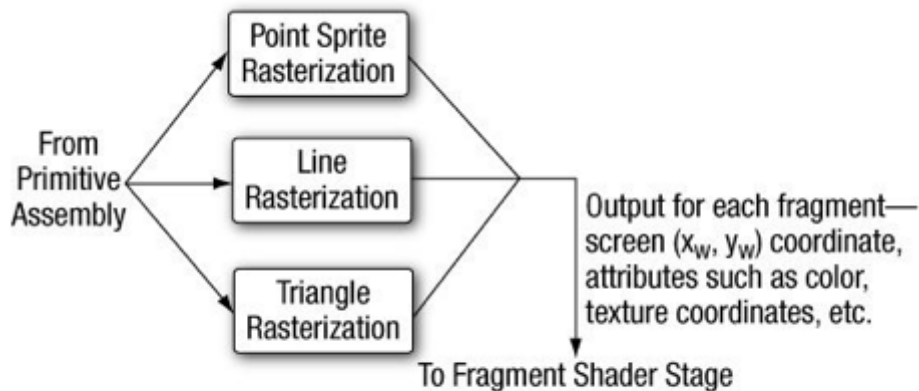 Point Sprite
Rasterization
From
Primitive
Assembly
Line
Rasterization
Triangle
Rasterization
Output for each fragment—
screen (xw, yw) coordinate,
attributes such as color,
texture coordinates, etc.
To Fragment Shader Stage